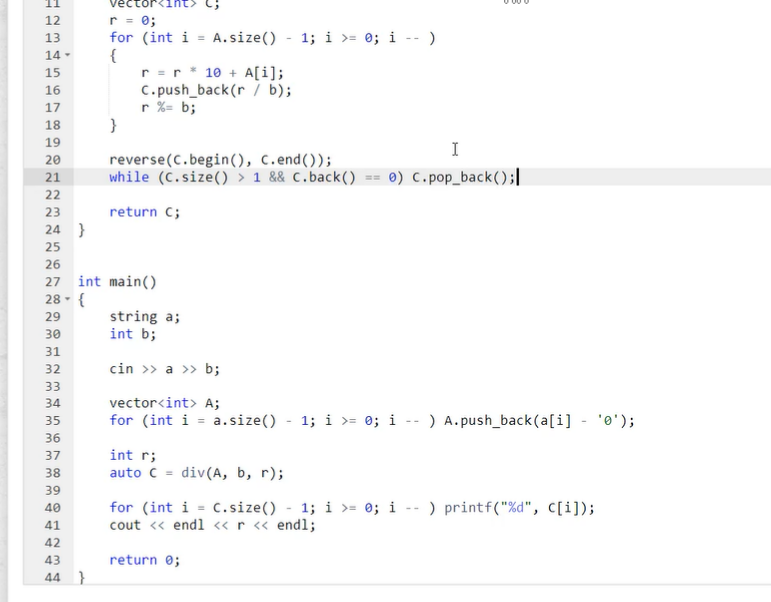 11 vector<int> C;
12 r = 0;
13 for (int i = A.size() - 1; i >= 0; i -- )
14 {
15 r = r * 10 + A[i];
16 C.push_back(r / b);
17 r %= b;
18 }
19
20 reverse(C.begin(), C.end());
21 while (C.size() > 1 && C.back() == 0) C.pop_back();
22
23 return C;
24 }
25
26
27 int main()
28 {
29 string a;
30 int b;
31
32 cin >> a >> b;
33
34 vector<int> A;
35 for (int i = a.size() - 1; i >= 0; i -- ) A.push_back(a[i] - '0');
36
37 int r;
38 auto C = div(A, b, r);
39
40 for (int i = C.size() - 1; i >= 0; i -- ) printf("%d", C[i]);
41 cout << endl << r << endl;
42
43 return 0;
44 }